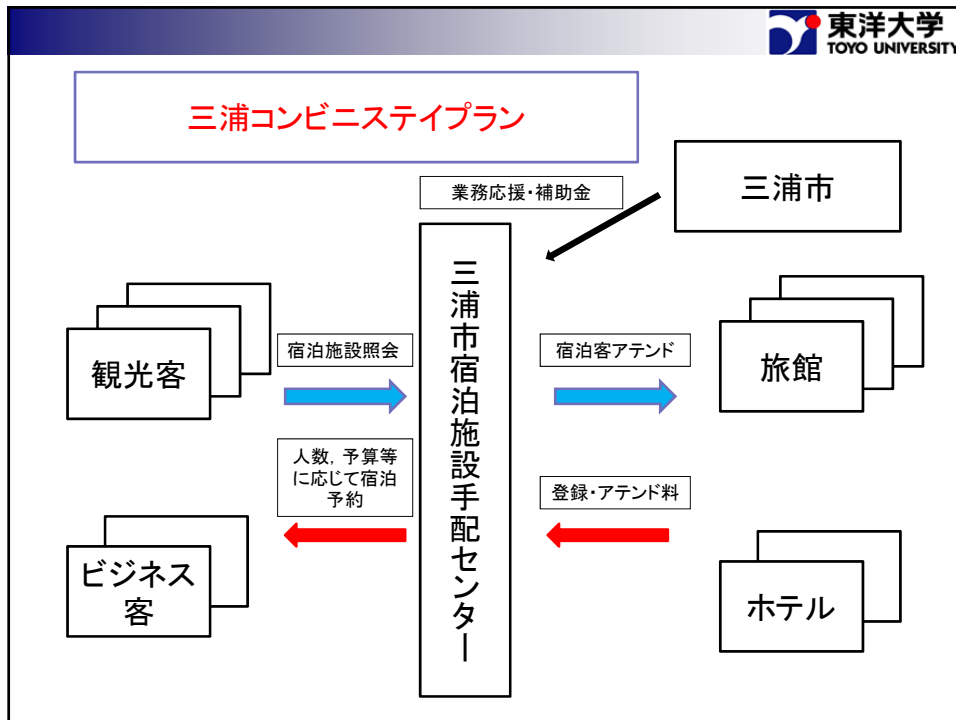 東洋大学
TOYO UNIVERSITY
三浦コンビニステイプラン
業務応援・補助金
三浦市
三浦市宿泊施設手配センター
観光客
宿泊施設照会
宿泊客アテンド
旅館
人数，予算等
に応じて宿泊
予約
登録・アテンド料
ビジネス
客
ホテル